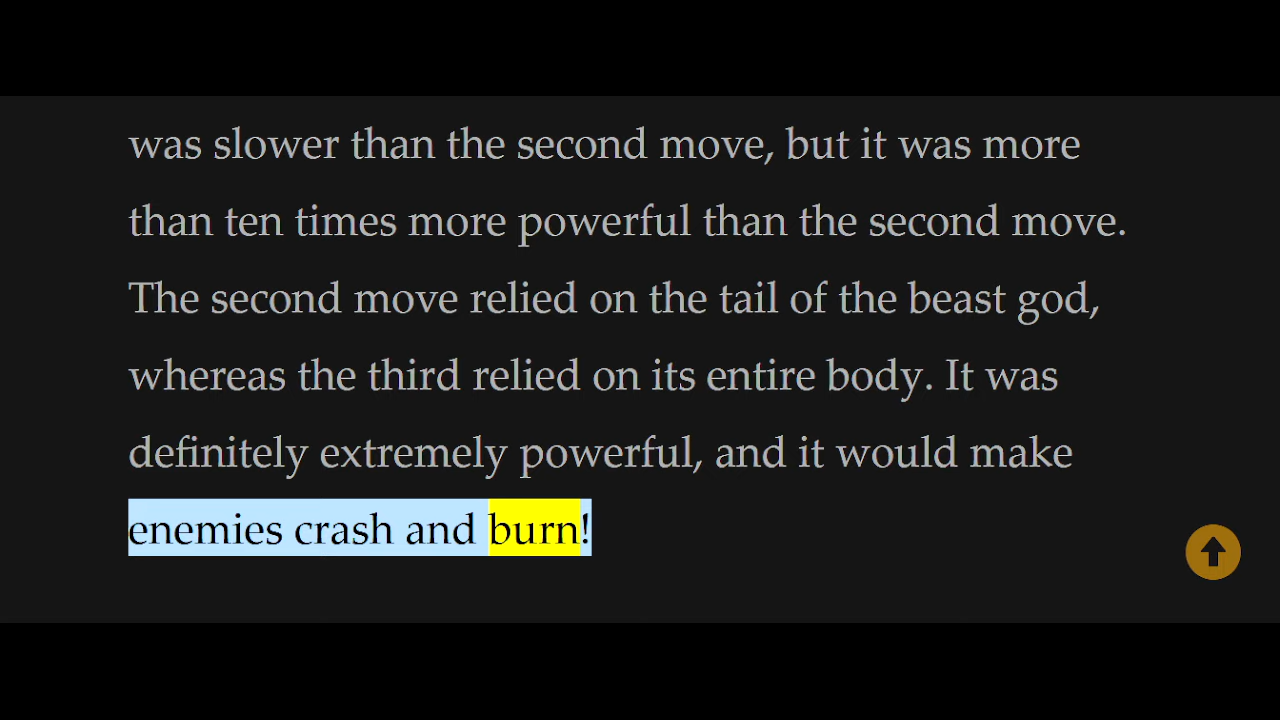 was slower than the second move, but it was more
than ten times more powerful than the second move.
The second move relied on the tail of the beast god,
whereas the third relied on its entire body. It was
definitely extremely powerful, and it would make
enemies crash and burn!